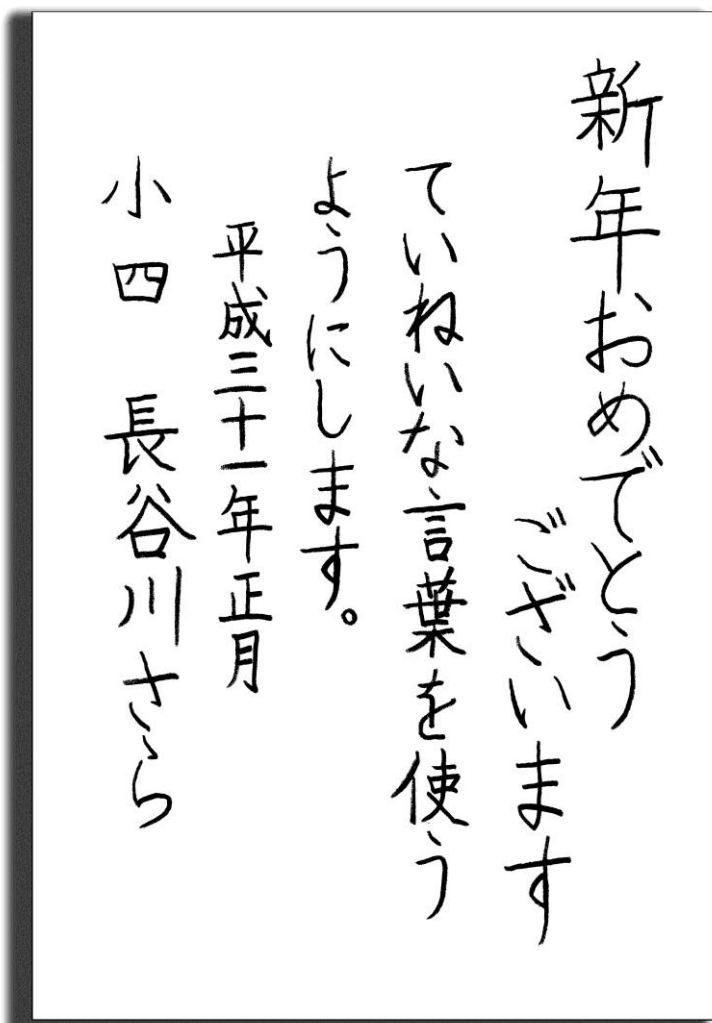 新年おめでとう
ございます
ていねいな言葉を使う
ようにします。
平成三十一年正月
小四 長谷川さら